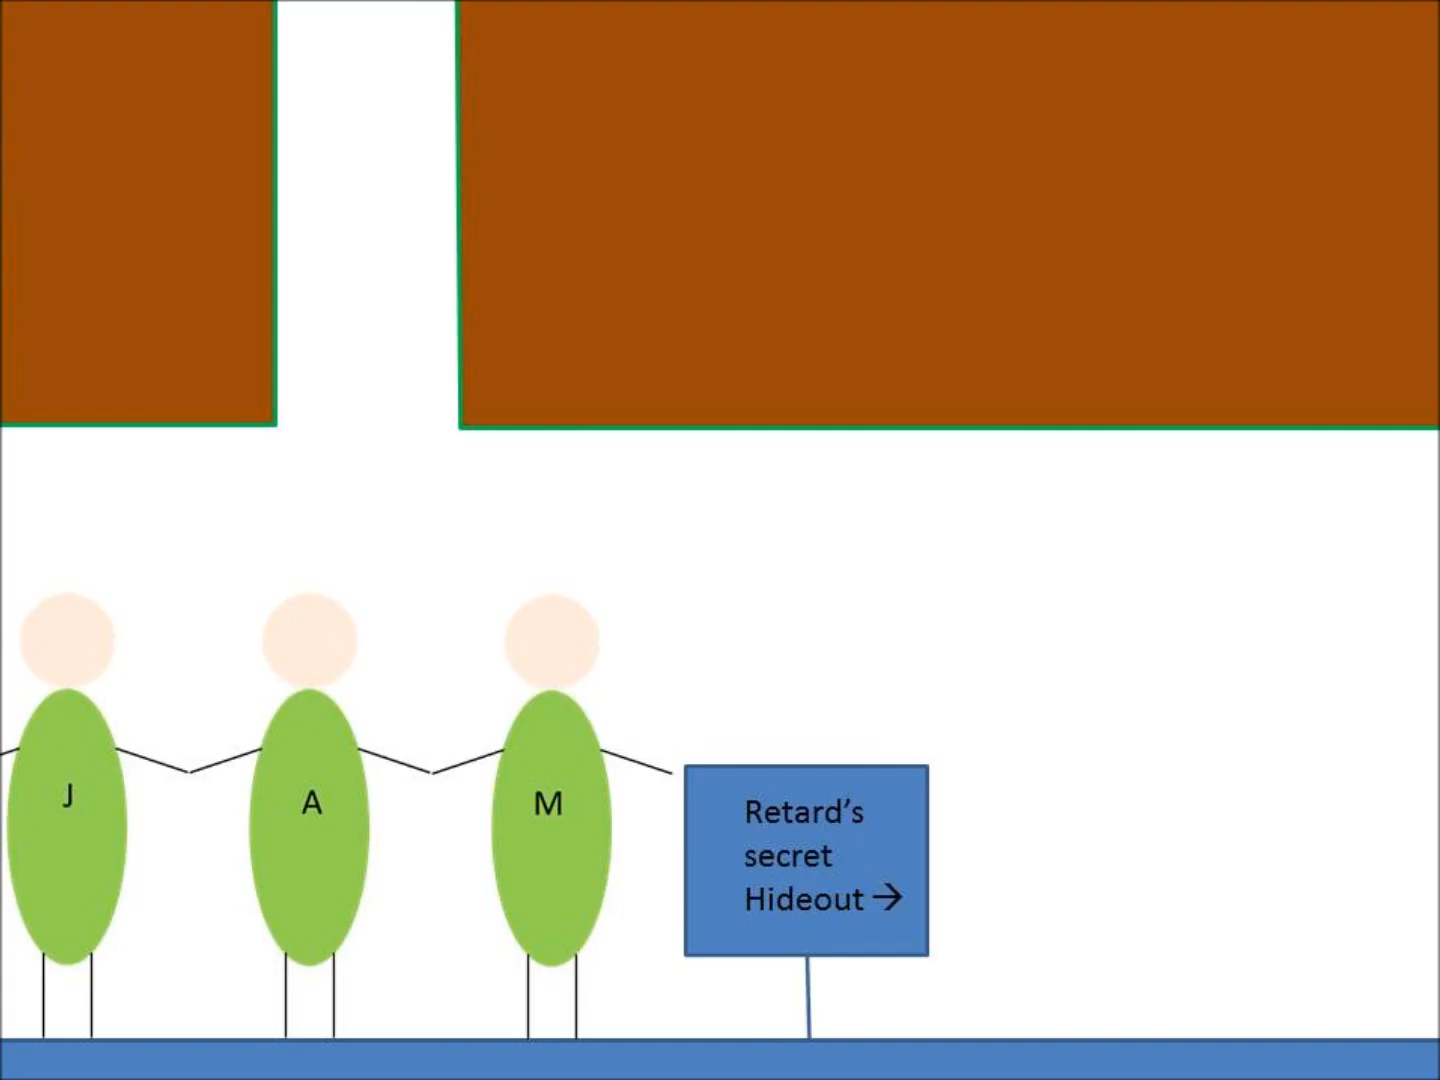 J
A
M
Retard's
secret
Hideout →